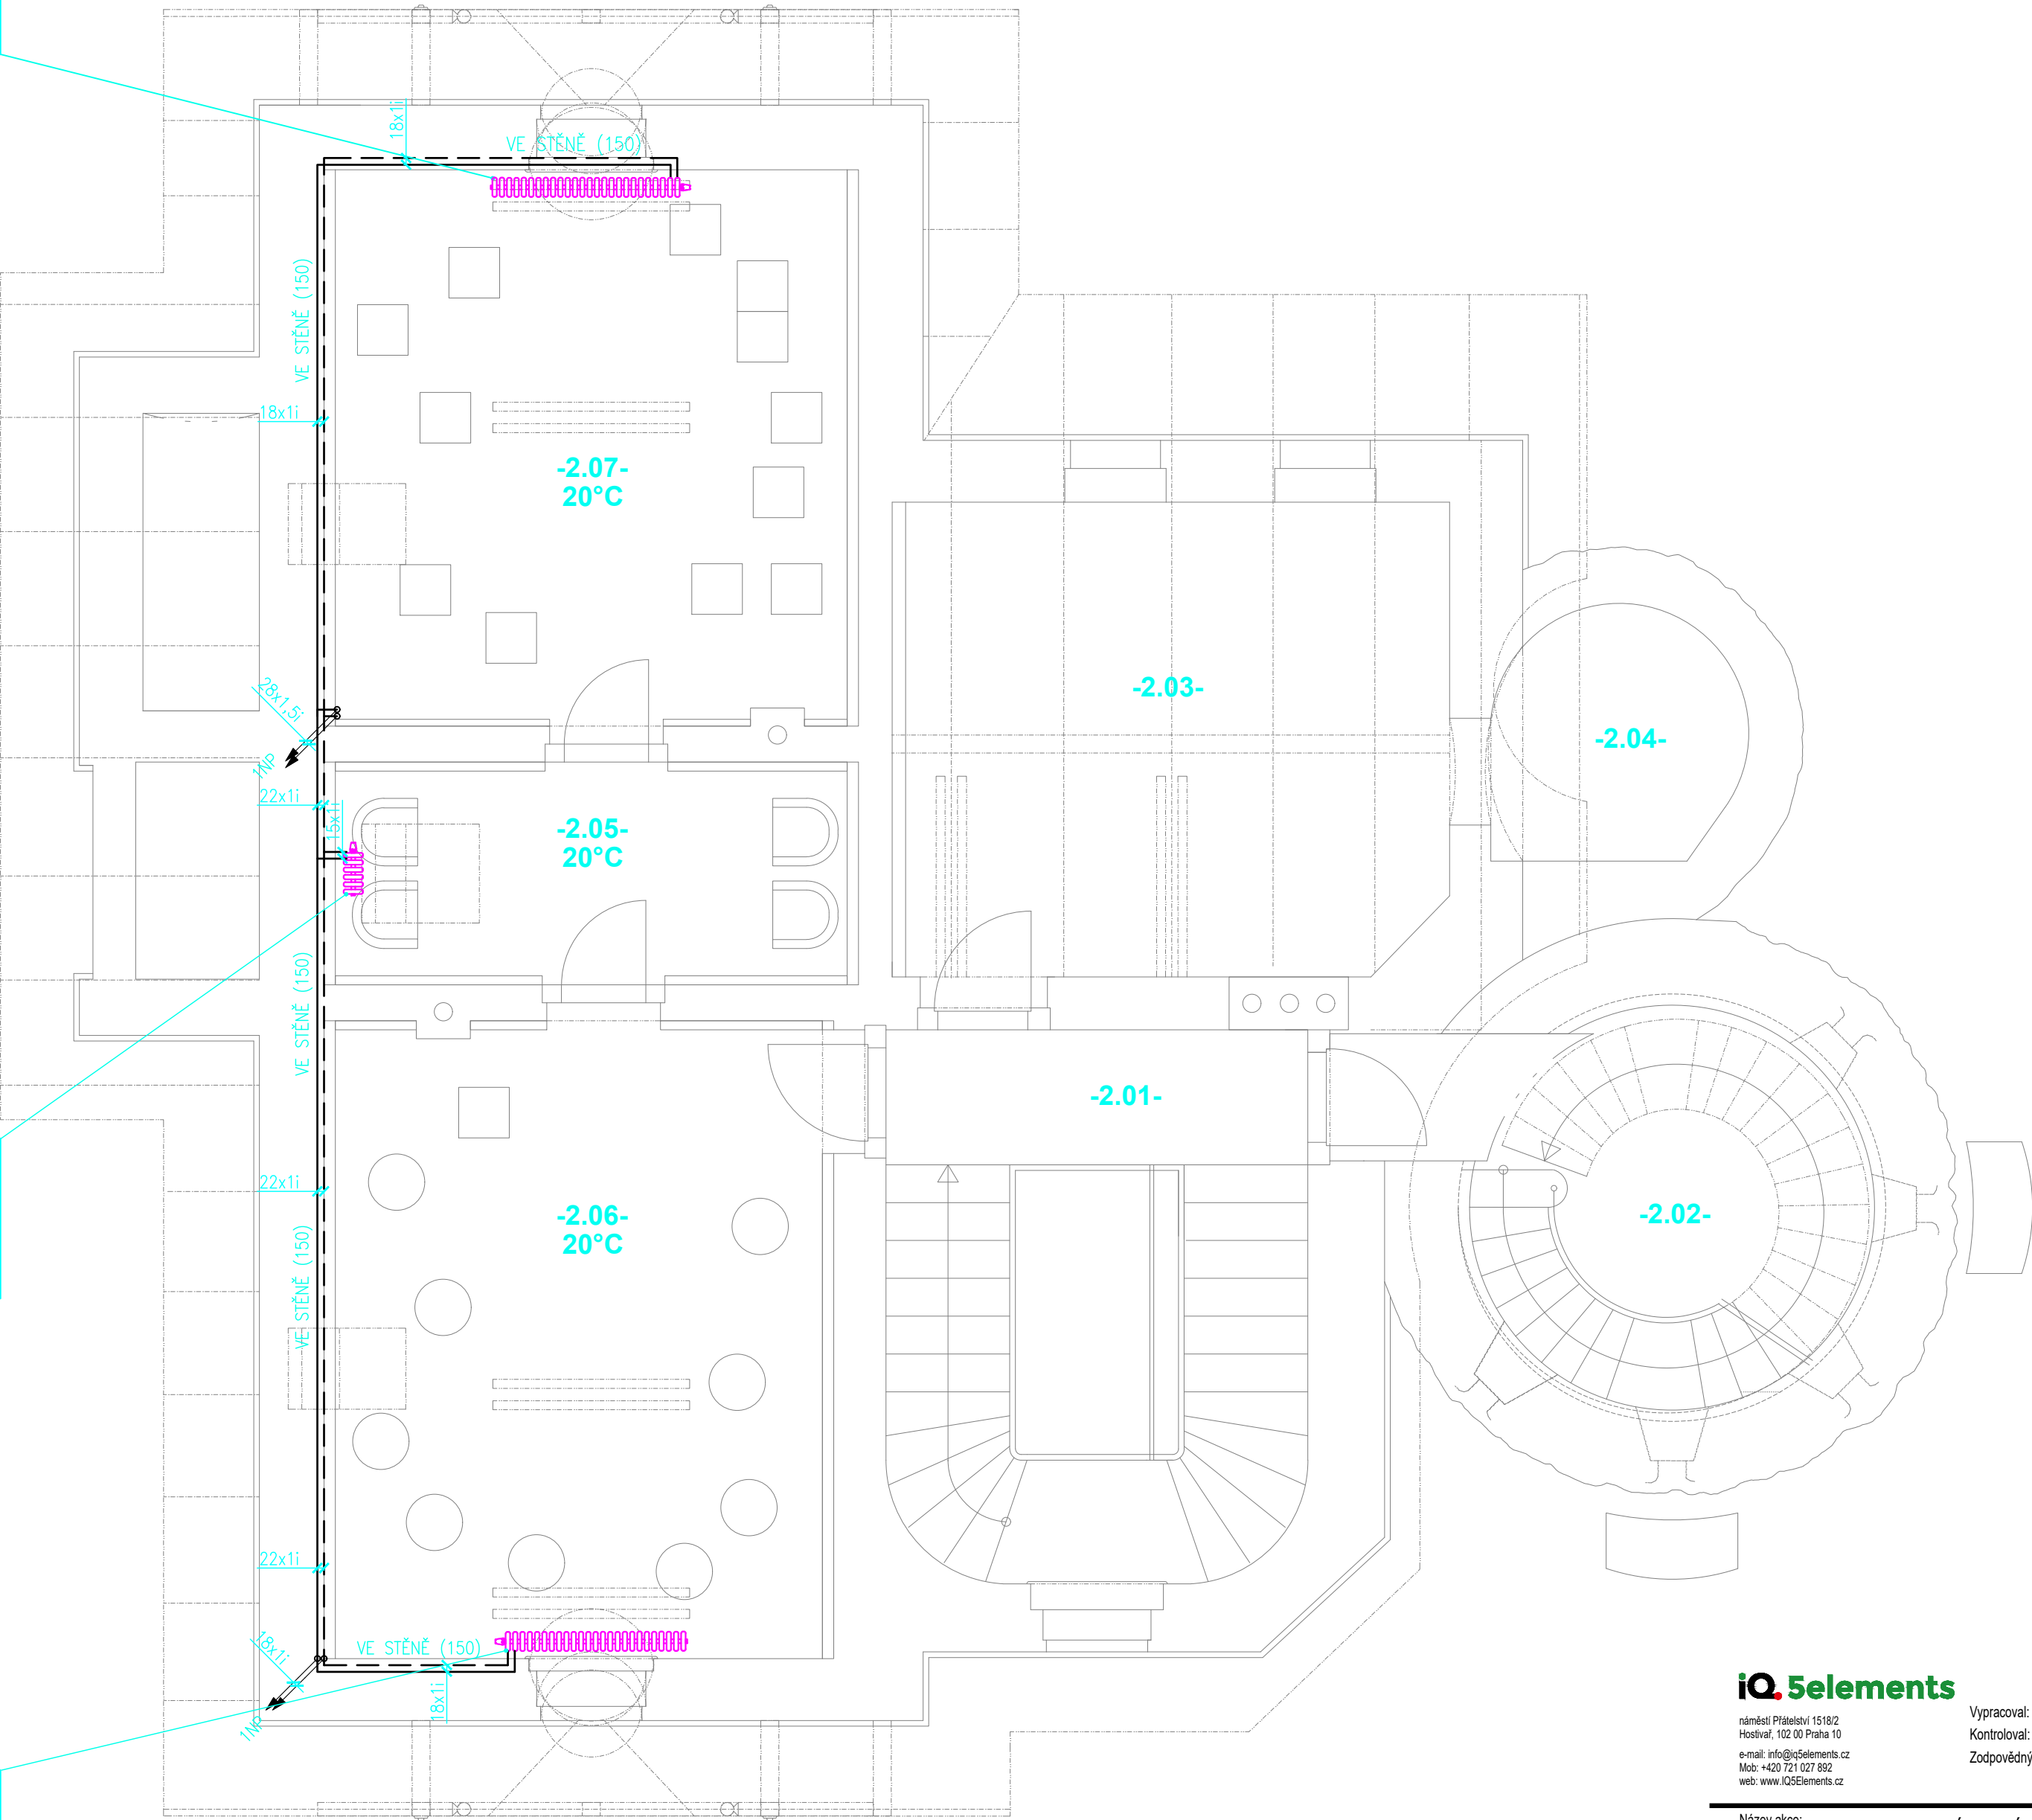 18x1i
VE STĚNĚ (150)
VE STĚNĚ (150)
18x1i
-2.07-
20°C
28x1,5i
1NP
22x1i
15x1i
-2.05-
20°C
-2.03-
-2.04-
VE STĚNĚ (150)
-2.01-
22x1i
-2.06-
20°C
-2.02-
VE STĚNĚ (150)
22x1i
18x1i
1NP
VE STĚNĚ (150)
18x1i
iQ. 5elements
náměstí Přátelství 1518/2
Hostivař, 102 00 Praha 10
e-mail: info@iq5elements.cz
Mob: +420 721 027 892
web: www.IQ5Elements.cz
Vypracoval:
Kontroloval:
Zodpovědný
Název akce: